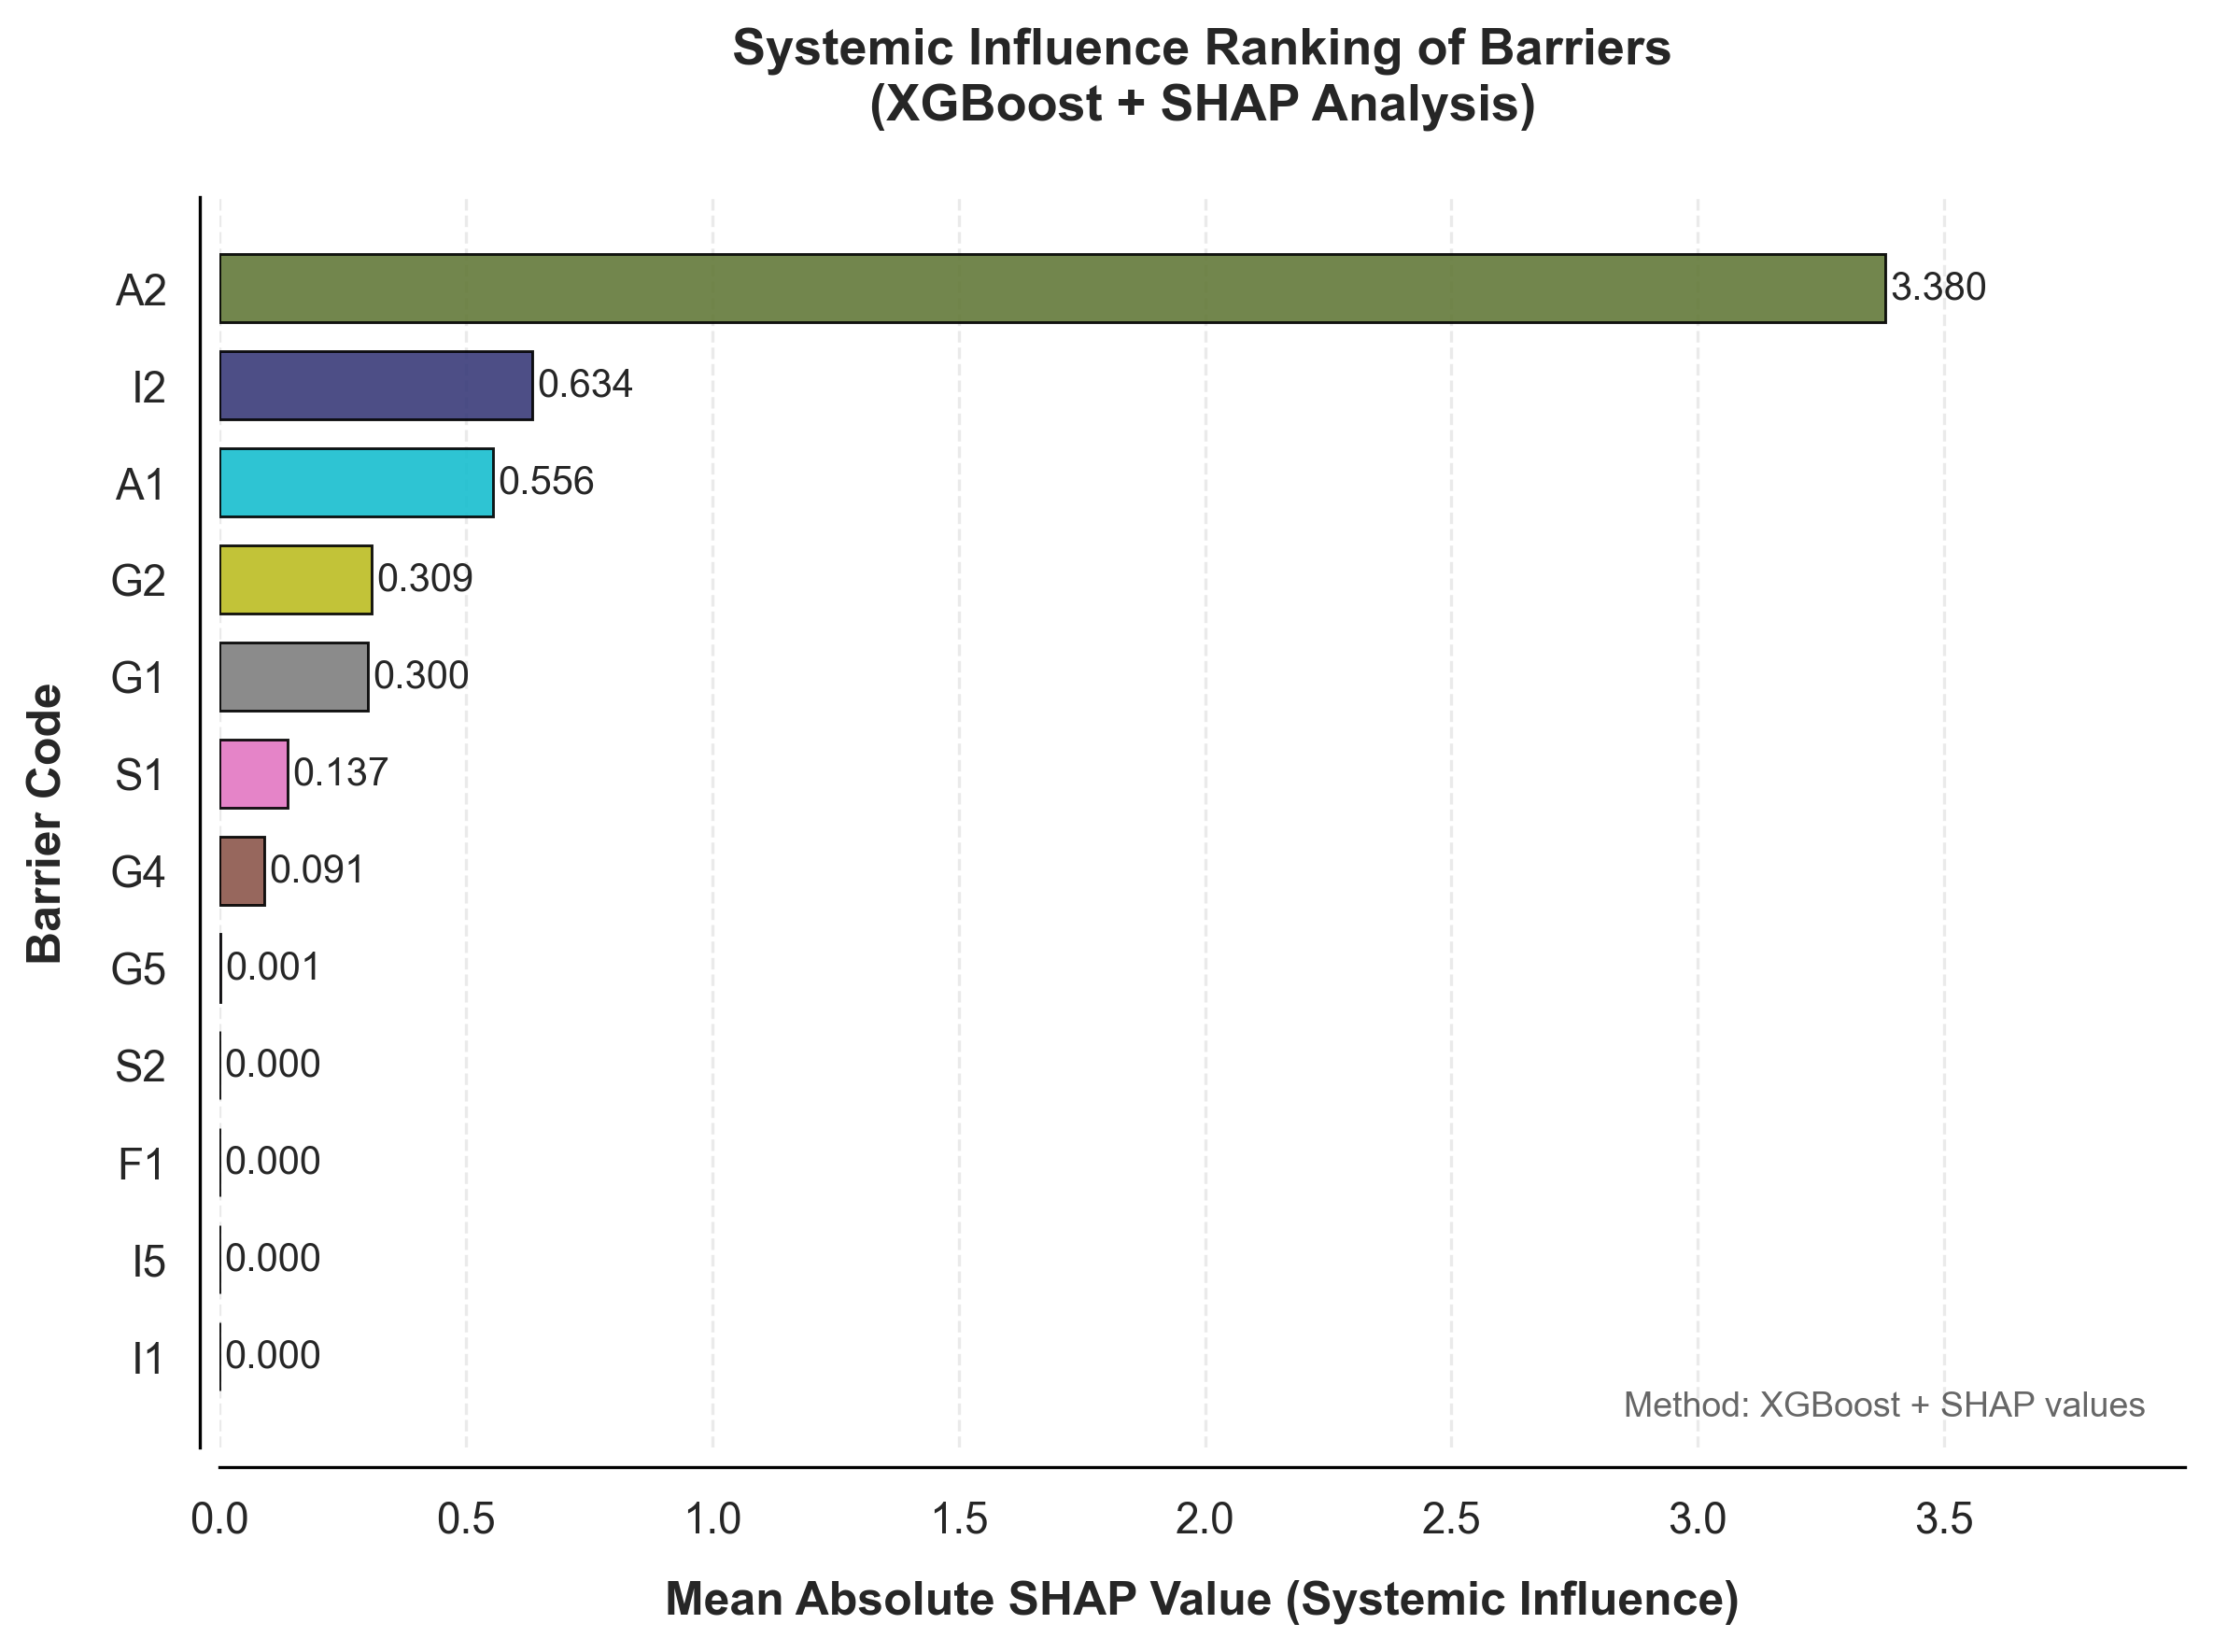 Systemic Influence Ranking of Barriers
(XGBoost + SHAP Analysis)
Barrier Code
A2 3.380
I2 0.634
A1 0.556
G2 0.309
G1 0.300
S1 0.137
G4 0.091
G5 0.001
S2 0.000
F1 0.000
I5 0.000
I1 0.000
Method: XGBoost + SHAP values
0.0 0.5 1.0 1.5 2.0 2.5 3.0 3.5
Mean Absolute SHAP Value (Systemic Influence)